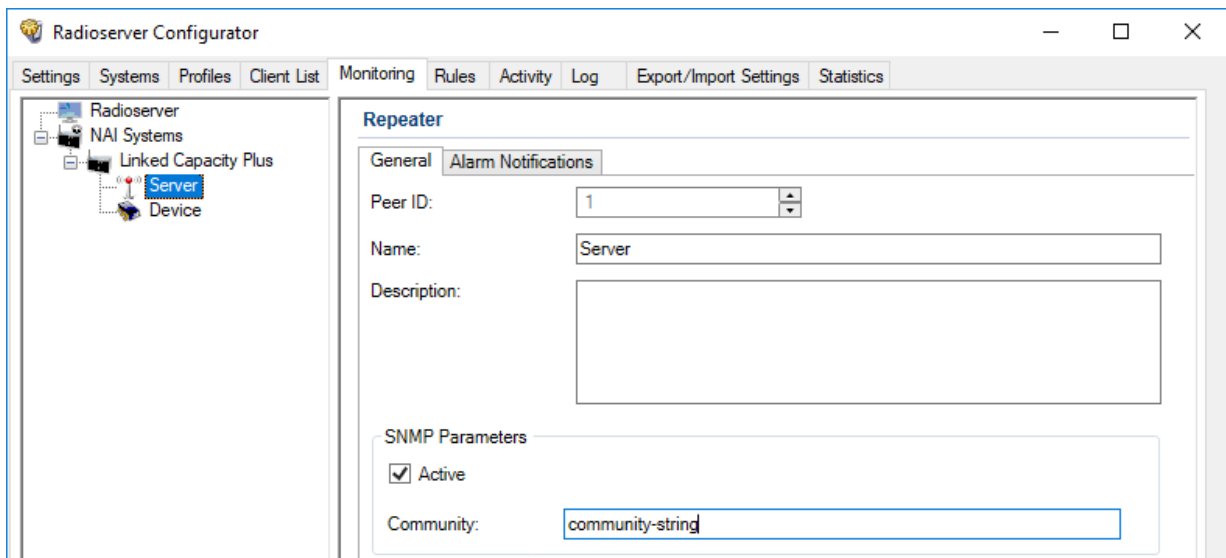 Radioserver Configurator
Settings Systems Profiles Client List Monitoring Rules Activity Log Export/Import Settings Statistics
Radioserver
NAI Systems
Linked Capacity Plus
Server
Device
Repeater
General Alarm Notifications
Peer ID: 1
Name: Server
Description:
SNMP Parameters
Active
Community: community-string